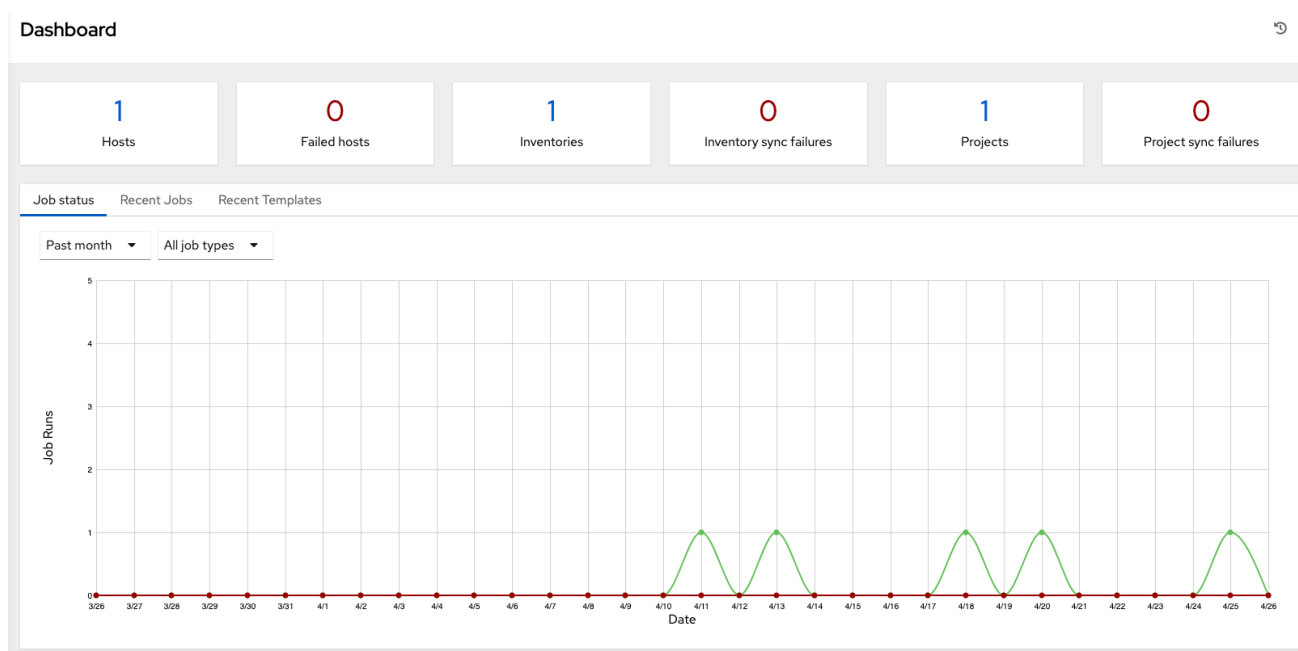 Dashboard
1 0 1 0 1 0
Hosts Failed hosts Inventories Inventory sync failures Projects Project sync failures
Job status Recent Jobs Recent Templates
Past month All job types
5
4
3
2
1
0
Job Runs
3/26 3/27 3/28 3/29 3/30 3/31 4/1 4/2 4/3 4/4 4/5 4/6 4/7 4/8 4/9 4/10 4/11 4/12 4/13 4/14 4/15 4/16 4/17 4/18 4/19 4/20 4/21 4/22 4/23 4/24 4/25 4/26
Date